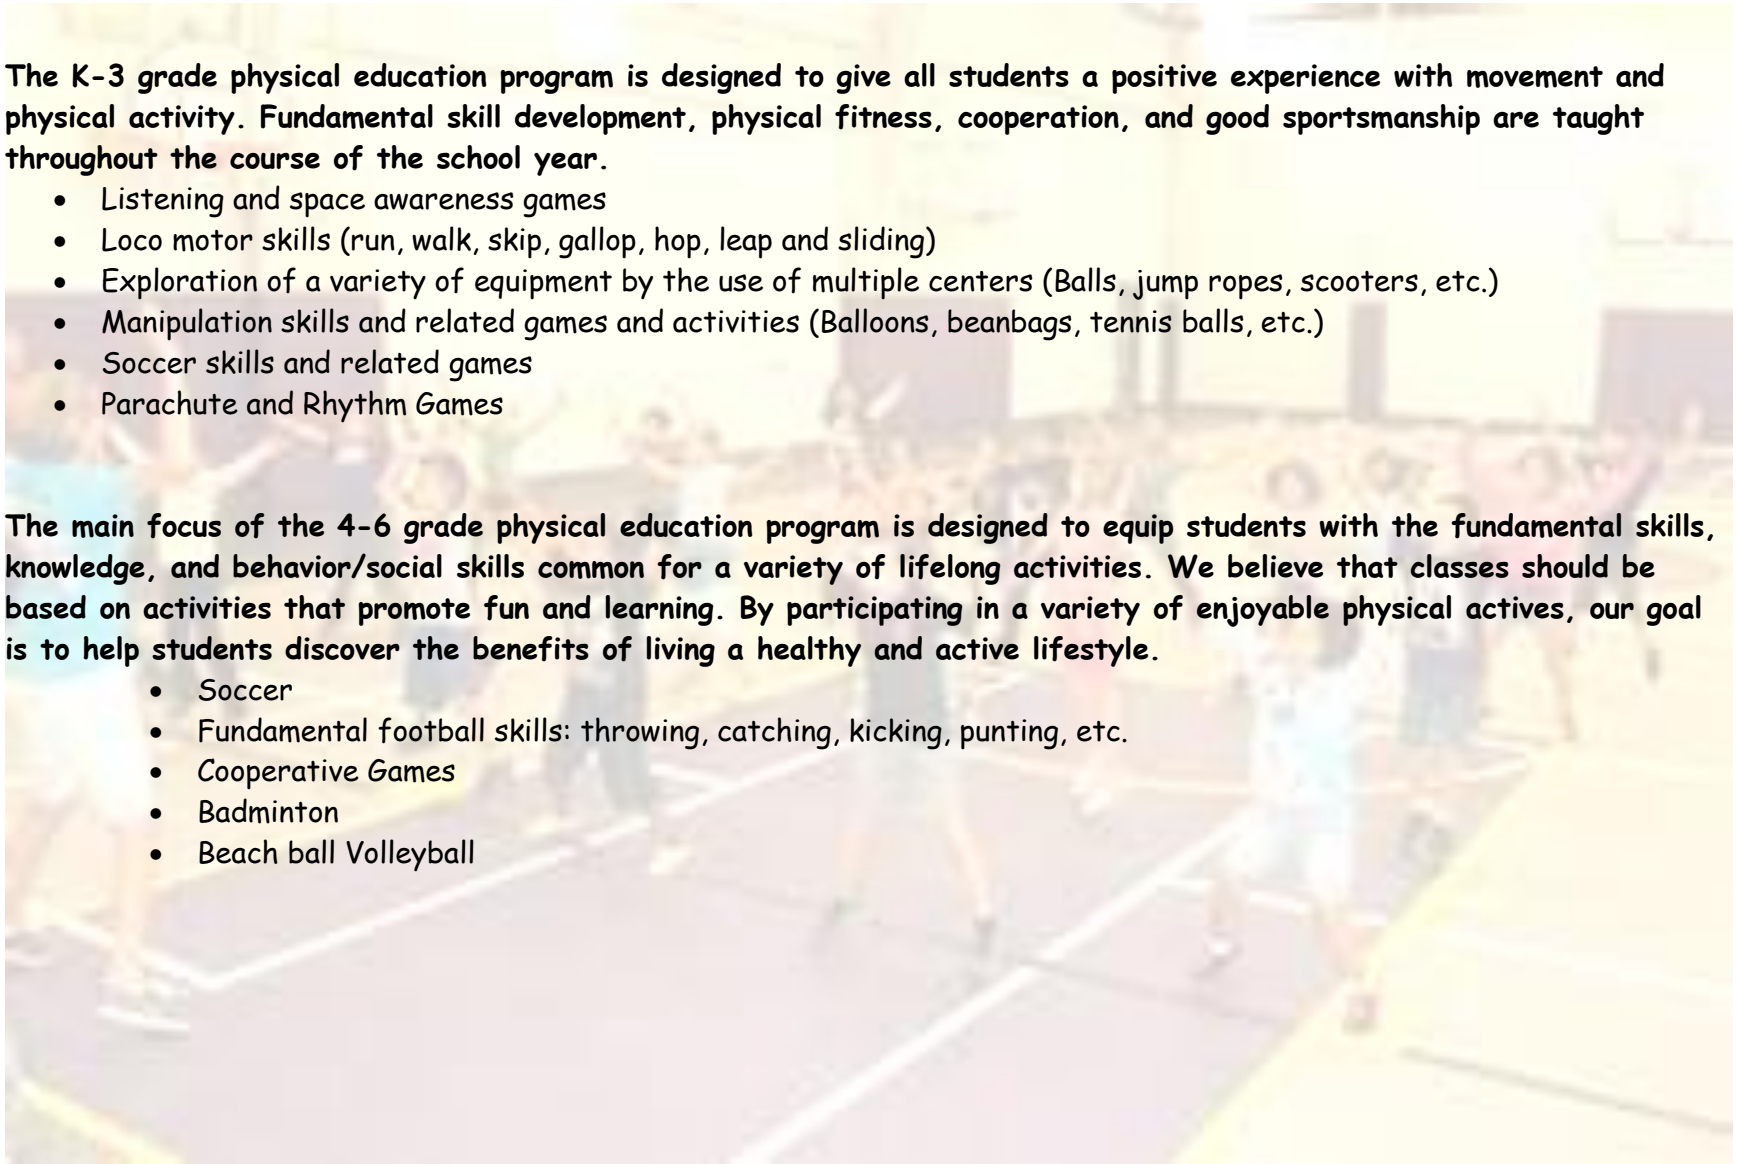 The K-3 grade physical education program is designed to give all students a positive experience with movement and
physical activity. Fundamental skill development, physical fitness, cooperation, and good sportsmanship are taught
throughout the course of the school year.
• Listening and space awareness games
• Loco motor skills (run, walk, skip, gallop, hop, leap and sliding)
• Exploration of a variety of equipment by the use of multiple centers (Balls, jump ropes, scooters, etc.)
• Manipulation skills and related games and activities (Balloons, beanbags, tennis balls, etc.)
• Soccer skills and related games
• Parachute and Rhythm Games
The main focus of the 4-6 grade physical education program is designed to equip students with the fundamental skills,
knowledge, and behavior/social skills common for a variety of lifelong activities. We believe that classes should be
based on activities that promote fun and learning. By participating in a variety of enjoyable physical actives, our goal
is to help students discover the benefits of living a healthy and active lifestyle.
• Soccer
• Fundamental football skills: throwing, catching, kicking, punting, etc.
• Cooperative Games
• Badminton
• Beach ball Volleyball